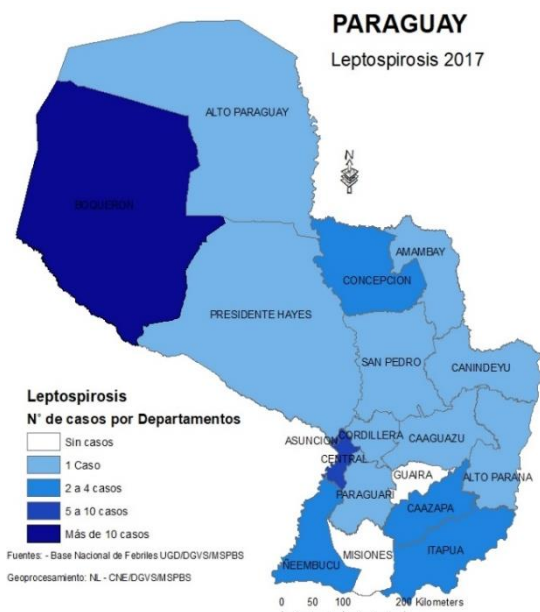 PARAGUAY
Leptospirosis 2017
N
ALTO PARAGUAY
BOQUERON
AMAMBAY
CONCEPCION
PRESIDENTE HAYES
SAN PEDRO
CANINDEYU
ASUNCION
CORDILLERA
CAAGUAZU
CENTRAL
GUAIRA
ALTO PARANA
PARAGUARI
CAAZAPA
ÑEEMBUCU
MISIONES
ITAPUA
Leptospirosis
N° de casos por Departamentos
Sin casos
1 Caso
2 a 4 casos
5 a 10 casos
Más de 10 casos
Fuentes: - Base Nacional de Febriles UGD/DGVS/MSPBS
Geoprocesamiento: NL - CNE/DGVS/MSPBS
0 50 100 200 Kilometers